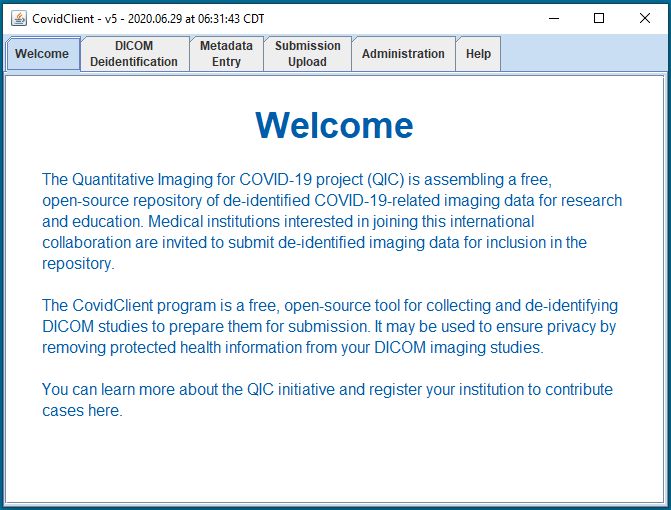 CovidClient - v5 - 2020.06.29 at 06:31:43 CDT
Welcome
DICOM
Deidentification
Metadata
Entry
Submission
Upload
Administration
Help
Welcome
The Quantitative Imaging for COVID-19 project (QIC) is assembling a free,
open-source repository of de-identified COVID-19-related imaging data for research
and education. Medical institutions interested in joining this international
collaboration are invited to submit de-identified imaging data for inclusion in the
repository.
The CovidClient program is a free, open-source tool for collecting and de-identifying
DICOM studies to prepare them for submission. It may be used to ensure privacy by
removing protected health information from your DICOM imaging studies.
You can learn more about the QIC initiative and register your institution to contribute
cases here.